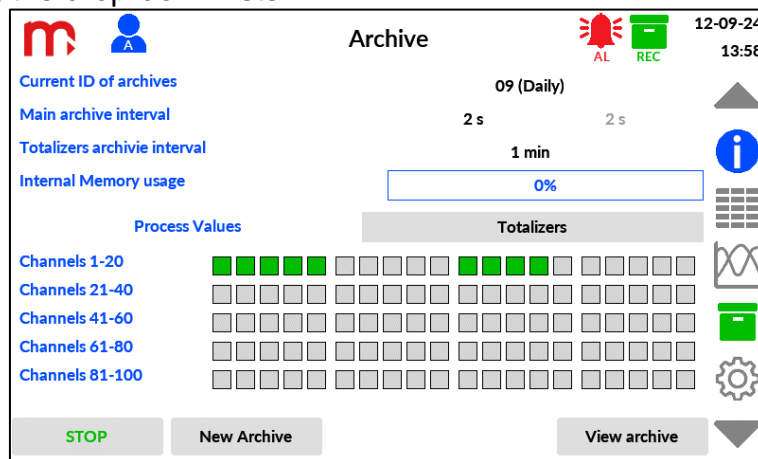 12-09-24
A
Archive
AL
REC
13:58
Current ID of archives
09 (Daily)
Main archive interval
2 s
2 s
Totalizers archivie interval
1 min
Internal Memory usage
0%
Process Values
Totalizers
Channels 1-20
Channels 21-40
Channels 41-60
Channels 61-80
Channels 81-100
STOP
New Archive
View archive